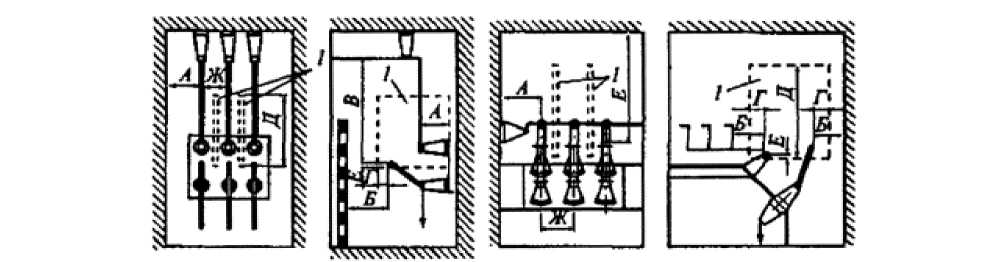 А Ж 1
Д
1
В
А
Г
Б
А
1
Е
Ж
1
Г Д Г
Б Б
Е